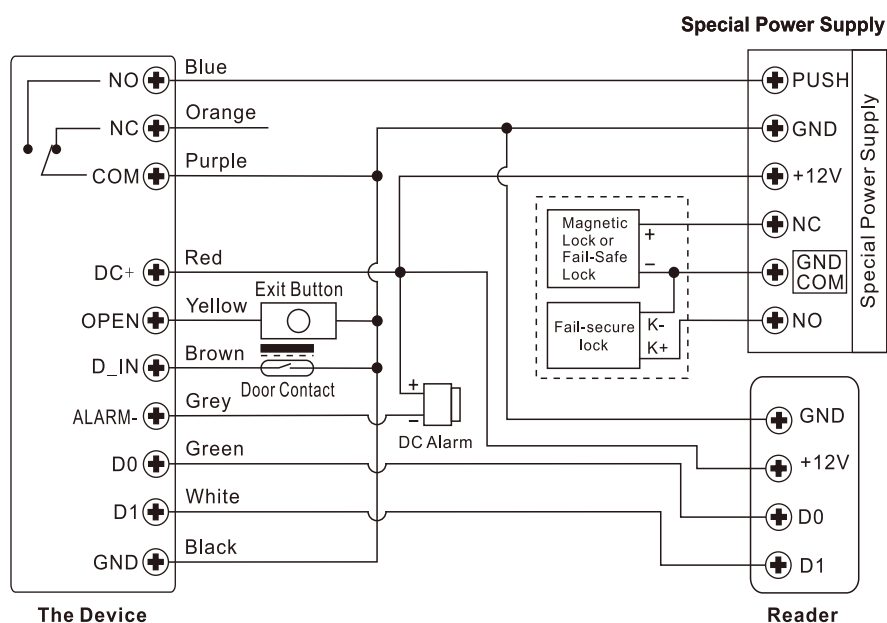 Special Power Supply
NO
Blue
NC
Orange
COM
Purple
DC+
Red
OPEN
Yellow
Exit Button
D_IN
Brown
Door Contact
ALARM-
Grey
+
−
DC Alarm
D0
Green
D1
White
GND
Black
The Device
Magnetic
Lock or
Fail-Safe
Lock
+
−
Fail-secure
lock
K-
K+
PUSH
GND
+12V
NC
GND
COM
NO
Special Power Supply
GND
+12V
D0
D1
Reader